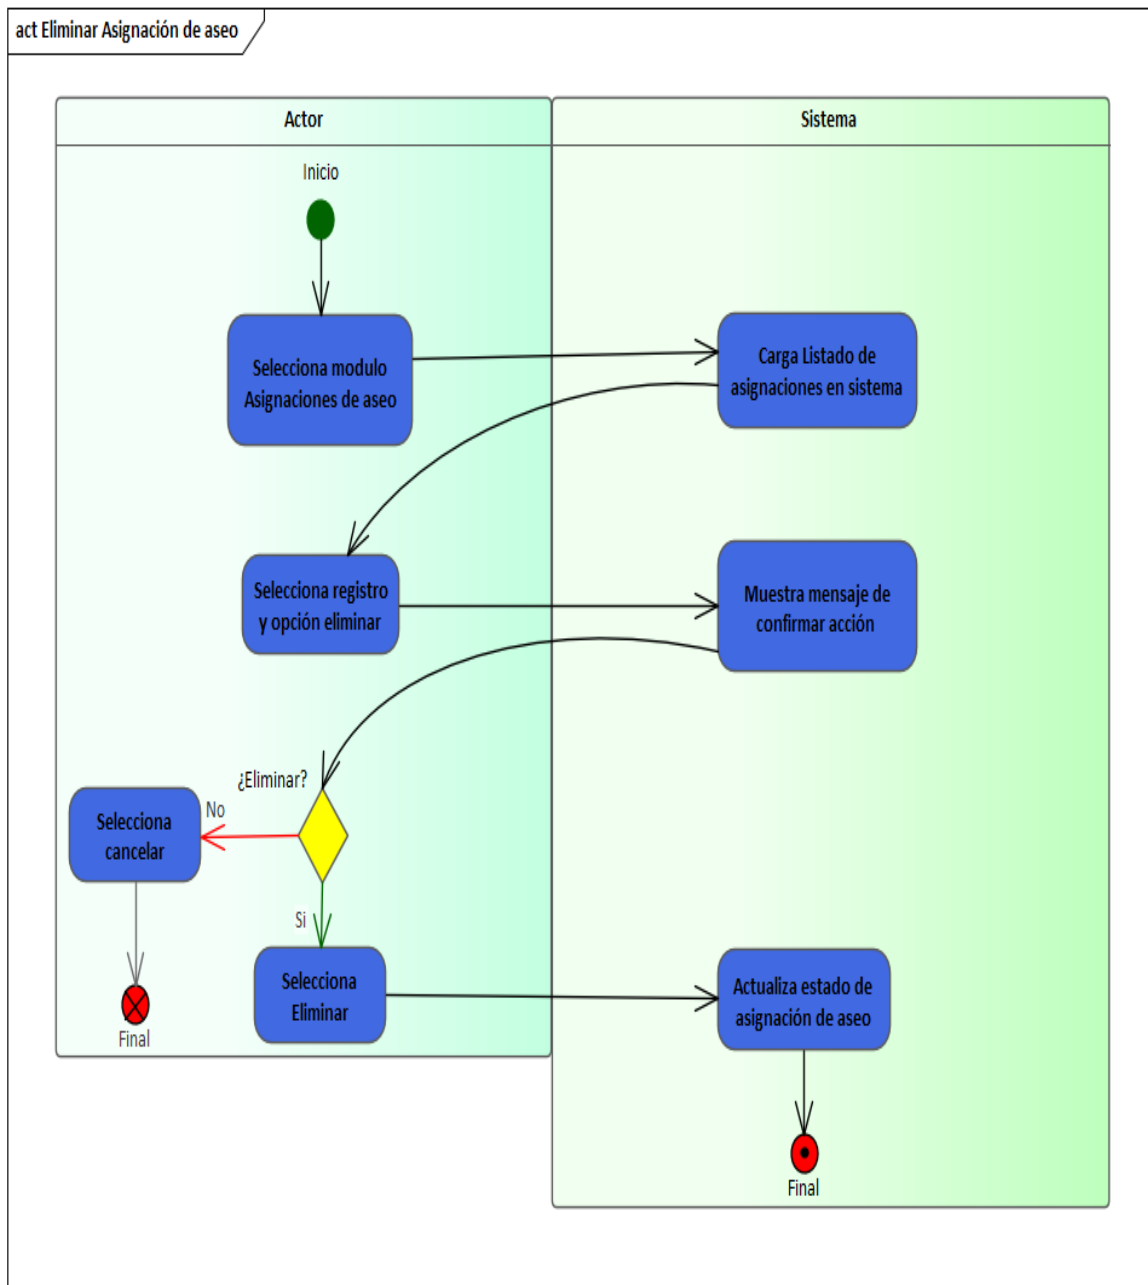 act Eliminar Asignación de aseo
Actor
Sistema
Inicio
Selecciona modulo
Asignaciones de aseo
Carga Listado de
asignaciones en sistema
Selecciona registro
y opción eliminar
Muestra mensaje de
confirmar acción
¿Eliminar?
No
Selecciona
cancelar
Si
Selecciona
Eliminar
Actualiza estado de
asignación de aseo
Final
Final